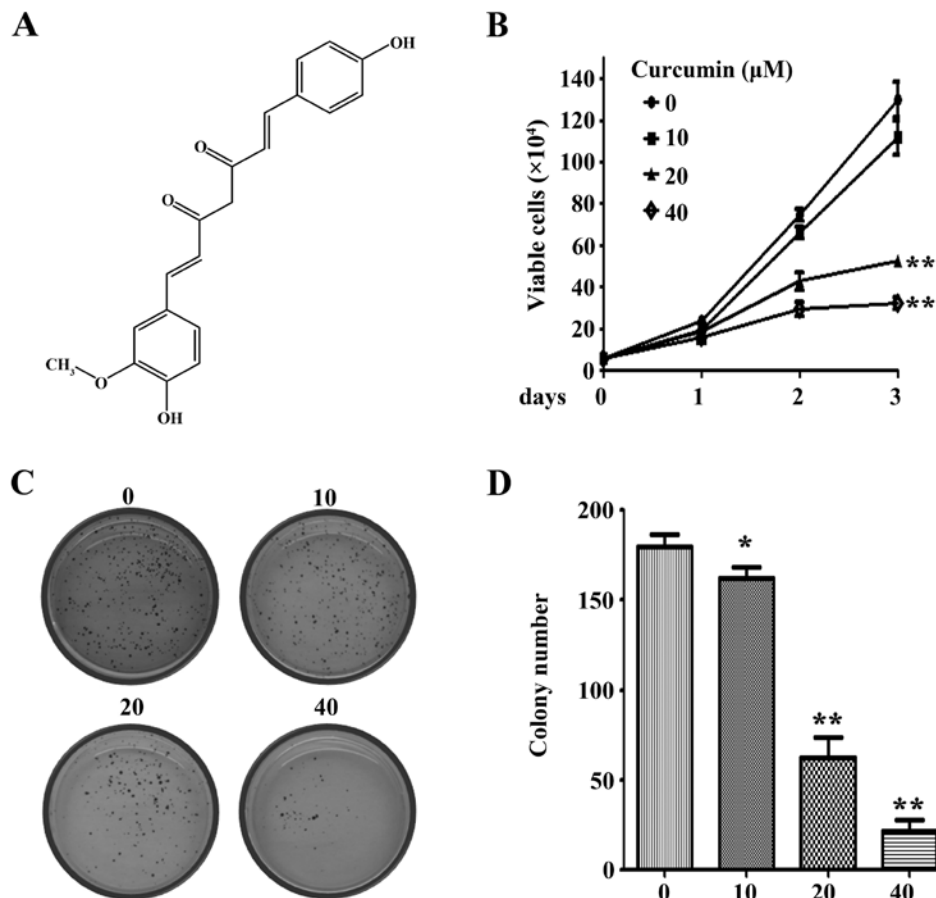 A
OH
O
O
CH3
O
OH
B
Curcumin (μM)
0
10
20
40
Viable cells (×10⁴)
140
120
100
80
60
40
20
0
**
**
days
0 1 2 3
C
0 10
20 40
D
Colony number
200
150
100
50
0
*
**
**
0 10 20 40